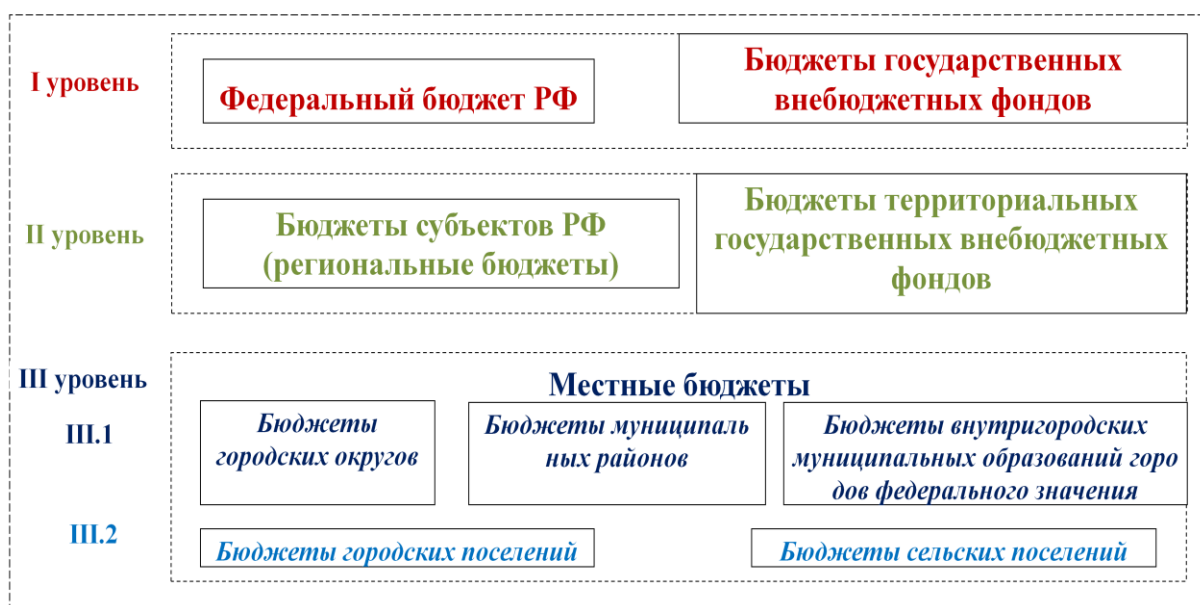 I уровень
Федеральный бюджет РФ
Бюджеты государственных
внебюджетных фондов
II уровень
Бюджеты субъектов РФ
(региональные бюджеты)
Бюджеты территориальных
государственных внебюджетных
фондов
III уровень
Местные бюджеты
III.1
Бюджеты
городских округов
Бюджеты муниципаль
ных районов
Бюджеты внутригородских
муниципальных образований горо
дов федерального значения
III.2
Бюджеты городских поселений
Бюджеты сельских поселений